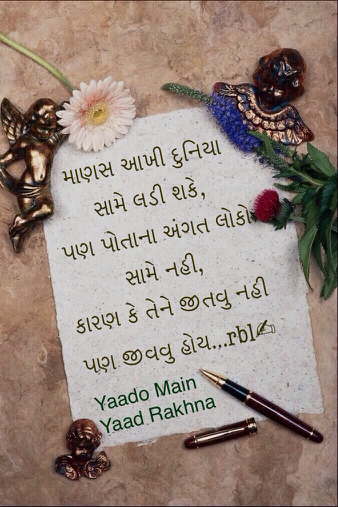 માણસ આખી દુનિયા
સામે લડી શકે,
પણ પોતાના અંગત લોકો
સામે નહી,
કારણ કે તેને જીતવુ નહી
પણ જીવવુ હોય...rbl✍
Yaado Main
Yaad Rakhna